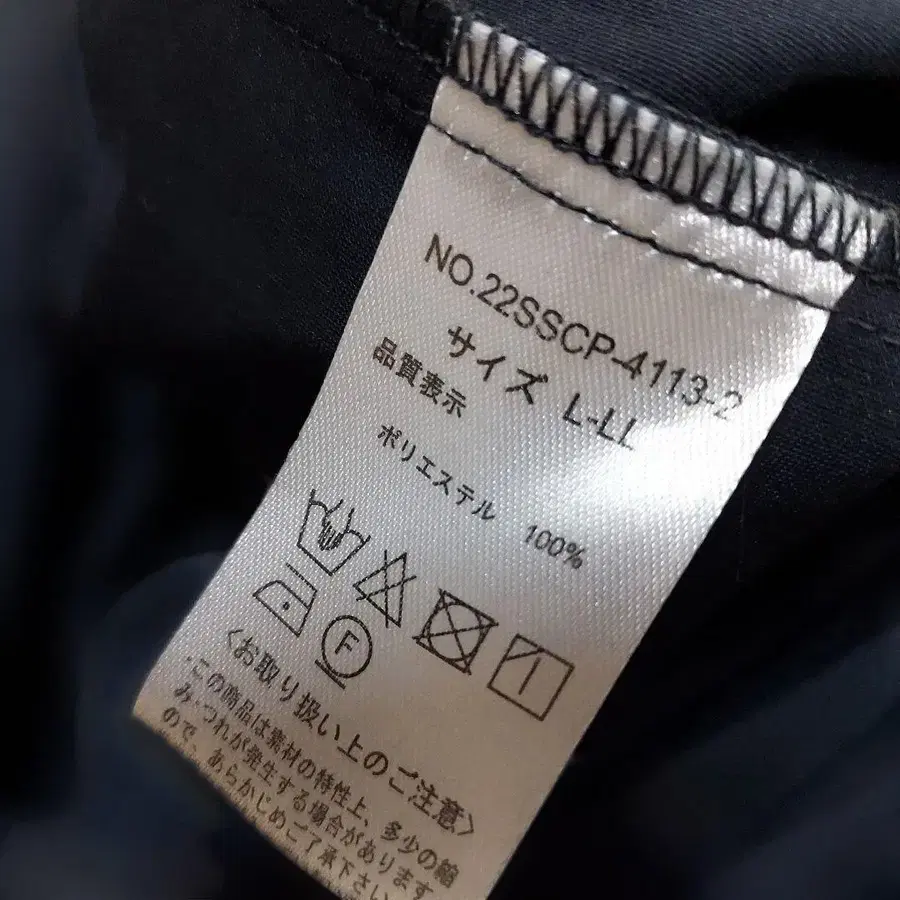 NO.22SSCP-4113-2
サイズ L-LL
品質表示
ポリエステル 100%
F
〈お取り扱い上のご注意〉
・この商品は素材の特性上、多少の縮
み・つれが発生する場合があります
ので、あらかじめご了承下さい